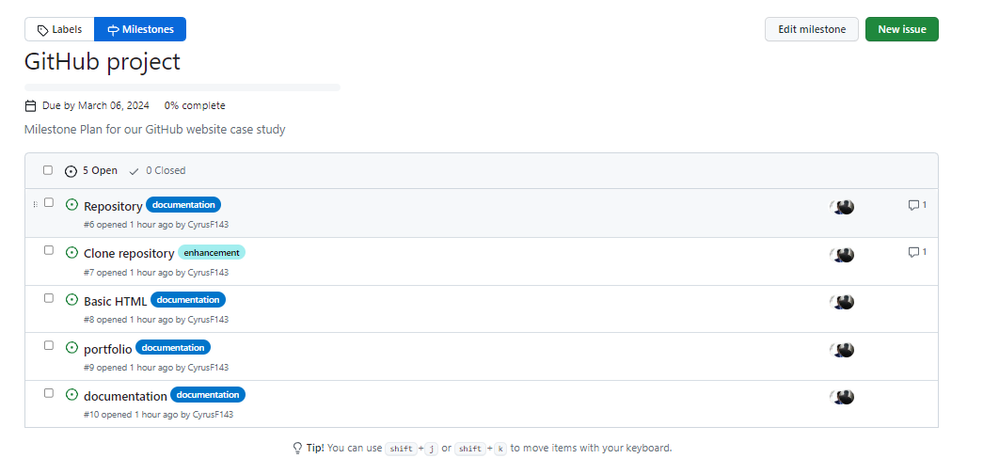 Labels Milestones Edit milestone New issue
GitHub project
Due by March 06, 2024 0% complete
Milestone Plan for our GitHub website case study
5 Open 0 Closed
Repository documentation 1
#6 opened 1 hour ago by CyrusF143
Clone repository enhancement 1
#7 opened 1 hour ago by CyrusF143
Basic HTML documentation
#8 opened 1 hour ago by CyrusF143
portfolio documentation
#9 opened 1 hour ago by CyrusF143
documentation documentation
#10 opened 1 hour ago by CyrusF143
Tip! You can use shift + j or shift + k to move items with your keyboard.